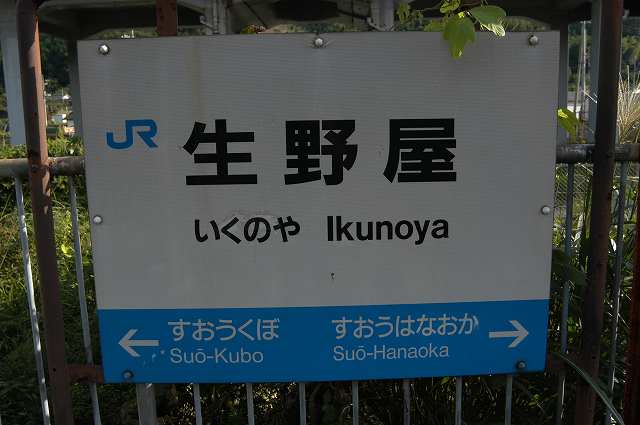 JR 生野屋
いくのや Ikunoya
← すおうくぼ すおうはなおか →
Suō-Kubo Suō-Hanaoka